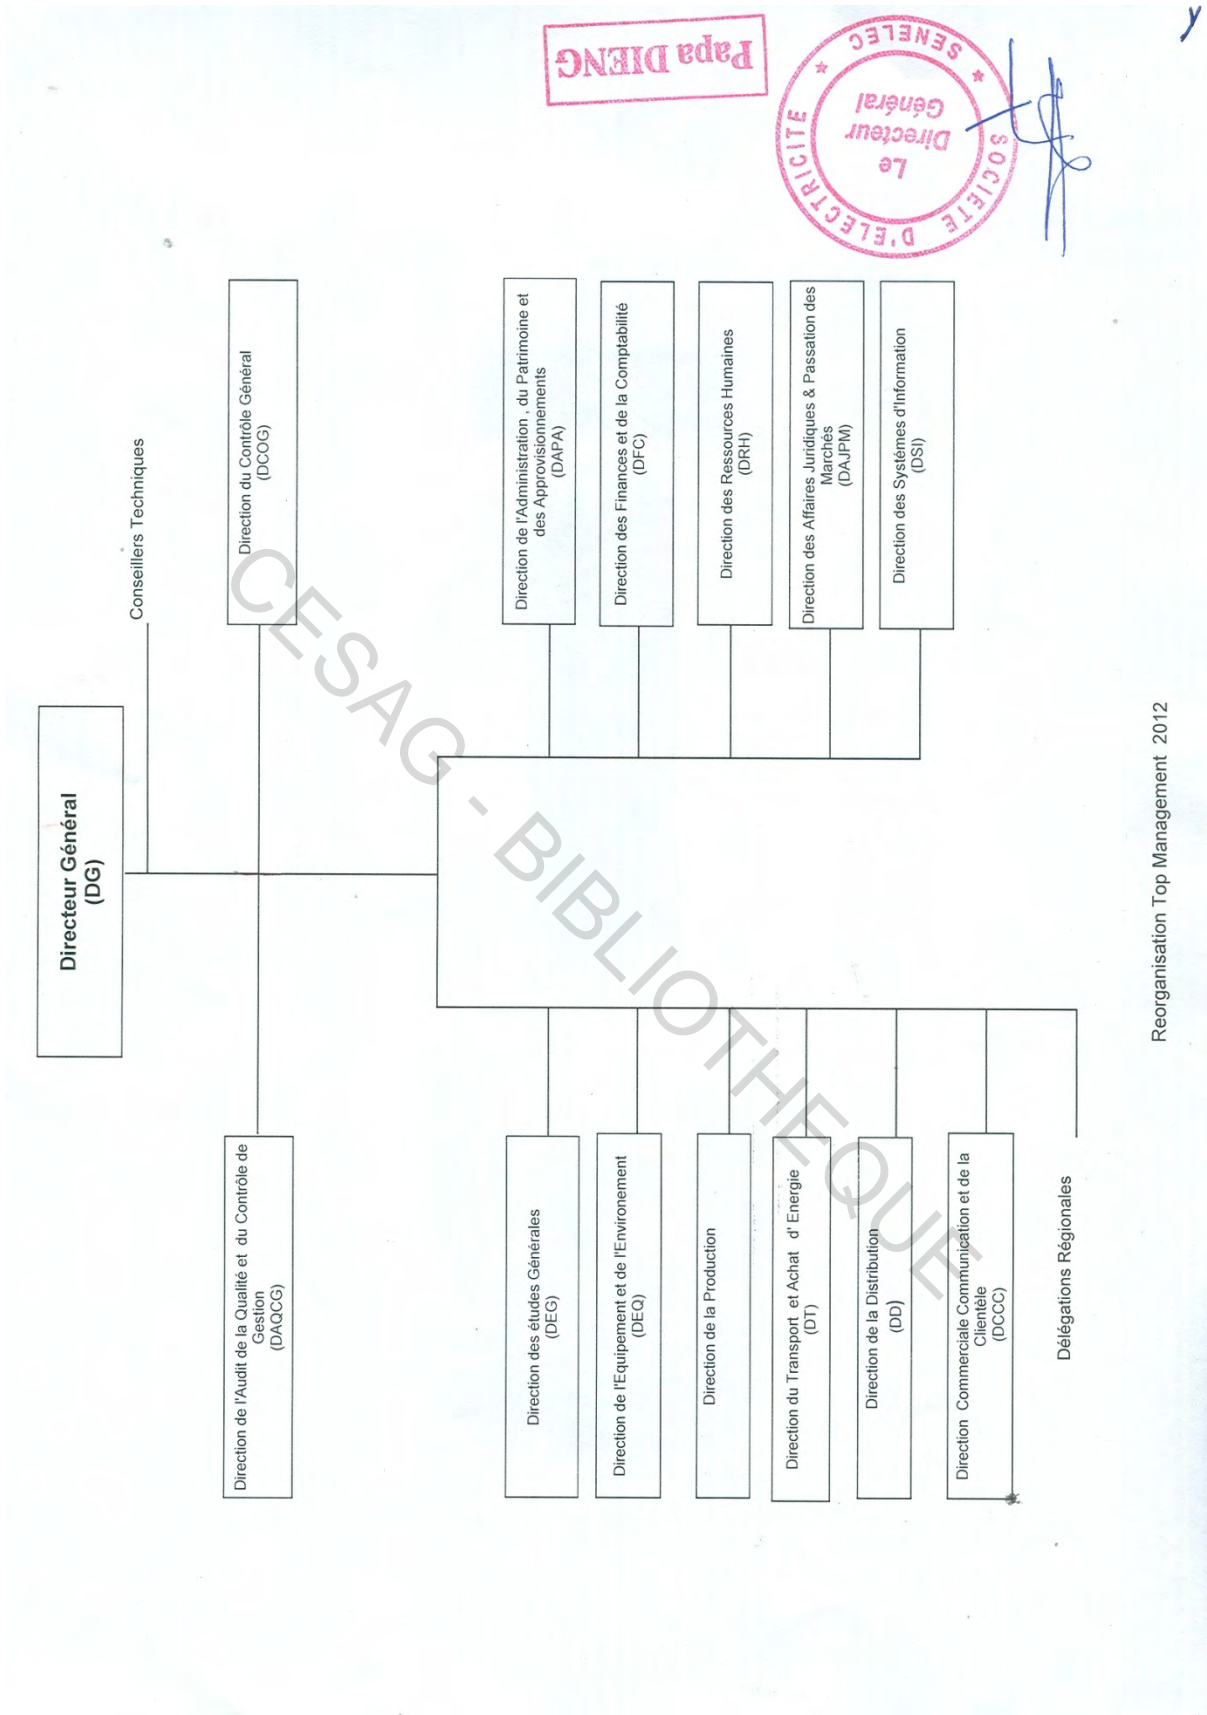 Directeur Général
(DG)
Conseillers Techniques
Direction de l'Audit de la Qualité et du Contrôle de
Gestion
(DAQCG)
Direction du Contrôle Général
(DCOG)
Direction des études Générales
(DEG)
Direction de l'Equipement et de l'Environement
(DEQ)
Direction de la Production
Direction du Transport et Achat d' Energie
(DT)
Direction de la Distribution
(DD)
Direction Commerciale Communication et de la
Clientèle
(DCCC)
Délégations Régionales
Direction de l'Administration , du Patrimoine et
des Approvisionnements
(DAPA)
Direction des Finances et de la Comptabilité
(DFC)
Direction des Ressources Humaines
(DRH)
Direction des Affaires Juridiques & Passation des
Marchés
(DAJPM)
Direction des Systémes d'Information
(DSI)
Reorganisation Top Management 2012
SOCIETE D'ELECTRICITE
SENELEC
Le
Directeur
Général
Papa DIENG
CESAG - BIBLIOTHEQUE